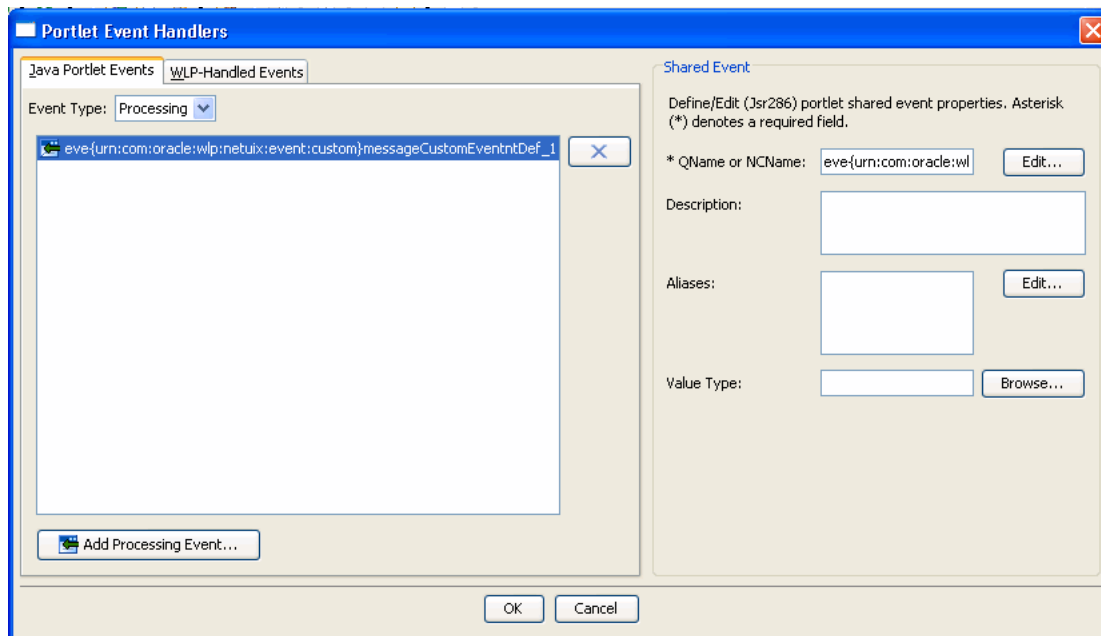 Portlet Event Handlers
Java Portlet Events
WLP-Handled Events
Event Type: Processing
eve{urn:com:oracle:wlp:netuix:event:custom}messageCustomEventntDef_1
Add Processing Event...
Shared Event
Define/Edit (Jsr286) portlet shared event properties. Asterisk
(*) denotes a required field.
* QName or NCName: eve{urn:com:oracle:wl Edit...
Description:
Aliases: Edit...
Value Type: Browse...
OK Cancel